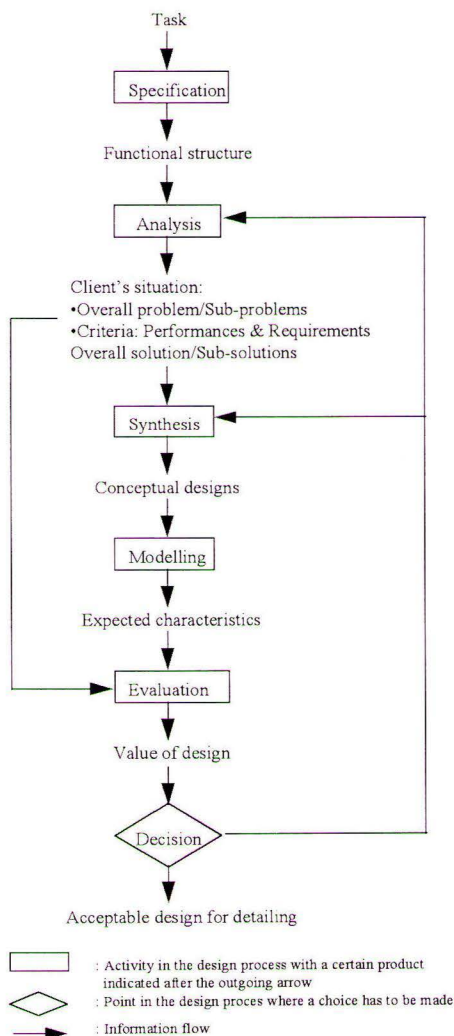 Task
Specification
Functional structure
Analysis
Client's situation:
•Overall problem/Sub-problems
•Criteria: Performances & Requirements
Overall solution/Sub-solutions
Synthesis
Conceptual designs
Modelling
Expected characteristics
Evaluation
Value of design
Decision
Acceptable design for detailing
: Activity in the design process with a certain product
indicated after the outgoing arrow
: Point in the design proces where a choice has to be made
: Information flow